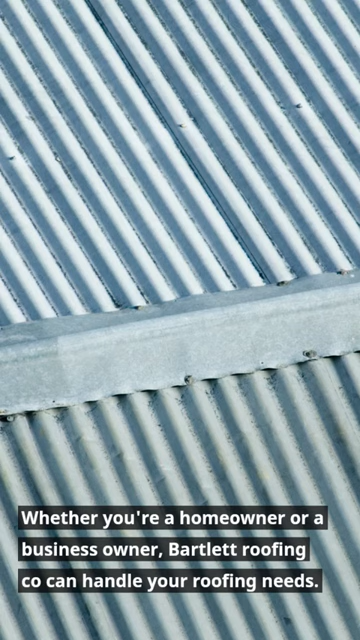 Whether you're a homeowner or a
business owner, Bartlett roofing
co can handle your roofing needs.